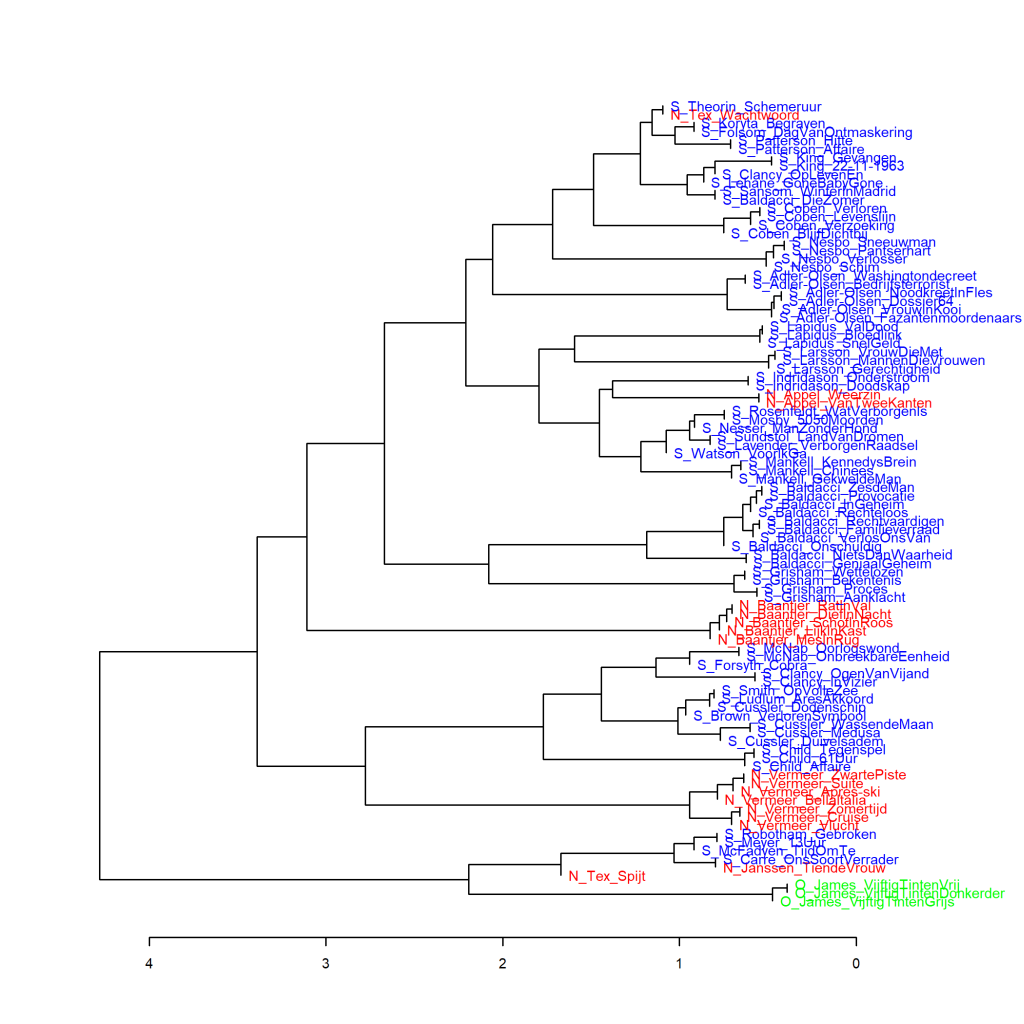 S_Theorin_Schemeruur
N_Tex_Wachtwoord
S_Koryta_Begraven
S_Folsom_DagVanOntmaskering
S_Patterson_Hitte
S_Patterson_Affaire
S_King_Gevangen
S_King_22-11-1963
S_Clancy_OpLevenEn
S_Lehane_GoneBabyGone
S_Sansom_WinterInMadrid
S_Baldacci_DieZomer
S_Coben_Verloren
S_Coben_Levenslijn
S_Coben_Verzoeking
S_Coben_BlijfDichtbij
S_Nesbo_Sneeuwman
S_Nesbo_Pantserhart
S_Nesbo_Verlosser
S_Nesbo_Schim
S_Adler-Olsen_Washingtondecreet
S_Adler-Olsen_Bedrijfsterrorist
S_Adler-Olsen_NoodkreetInFles
S_Adler-Olsen_Dossier64
S_Adler-Olsen_VrouwInKooi
S_Adler-Olsen_Fazantenmoordenaars
S_Lapidus_ValDood
S_Lapidus_Bloedlink
S_Lapidus_SnelGeld
S_Larsson_VrouwDieMet
S_Larsson_MannenDieVrouwen
S_Larsson_Gerechtigheid
S_Indridason_Onderstroom
S_Indridason_Doodskap
N_Appel_Weerzin
N_Appel_VanTweeKanten
S_Rosenfeldt_WatVerborgenIs
S_Mosby_5050Moorden
S_Nesser_ManZonderHond
S_Sundstol_LandVanDromen
S_Lavender_VerborgenRaadsel
S_Watson_VoorIkGa
S_Mankell_KennedysBrein
S_Mankell_Chinees
S_Mankell_GekweldeMan
S_Baldacci_ZesdeMan
S_Baldacci_Provocatie
S_Baldacci_InGeheim
S_Baldacci_Rechteloos
S_Baldacci_Rechtvaardigen
S_Baldacci_Familieverraad
S_Baldacci_VerlosOnsVan
S_Baldacci_Onschuldig
S_Baldacci_NietsDanWaarheid
S_Baldacci_GeniaalGeheim
S_Grisham_Wettelozen
S_Grisham_Bekentenis
S_Grisham_Proces
S_Grisham_Aanklacht
N_Baantjer_RatInVal
N_Baantjer_DiefInNacht
N_Baantjer_SchotInRoos
N_Baantjer_LijkInKast
N_Baantjer_MesInRug
S_McNab_Oorlogswond
S_McNab_OnbreekbareEenheid
S_Forsyth_Cobra
S_Clancy_OgenVanVijand
S_Clancy_InVizier
S_Smith_OpVolleZee
S_Ludlum_AresAkkoord
S_Cussler_Dodenschip
S_Brown_VerlorenSymbool
S_Cussler_WassendeMaan
S_Cussler_Medusa
S_Cussler_Duivelsadem
S_Child_Tegenspel
S_Child_61Uur
S_Child_Affaire
N_Vermeer_ZwartePiste
N_Vermeer_Suite
N_Vermeer_Apres-ski
N_Vermeer_BellaItalia
N_Vermeer_Zomertijd
N_Vermeer_Cruise
N_Vermeer_Vlucht
S_Robotham_Gebroken
S_Meyer_13Uur
S_McFadyen_TijdOmTe
S_Carre_OnsSoortVerrader
N_Janssen_TiendeVrouw
N_Tex_Spijt
O_James_VijftigTintenVrij
O_James_VijftigTintenDonkerder
O_James_VijftigTintenGrijs
4 3 2 1 0